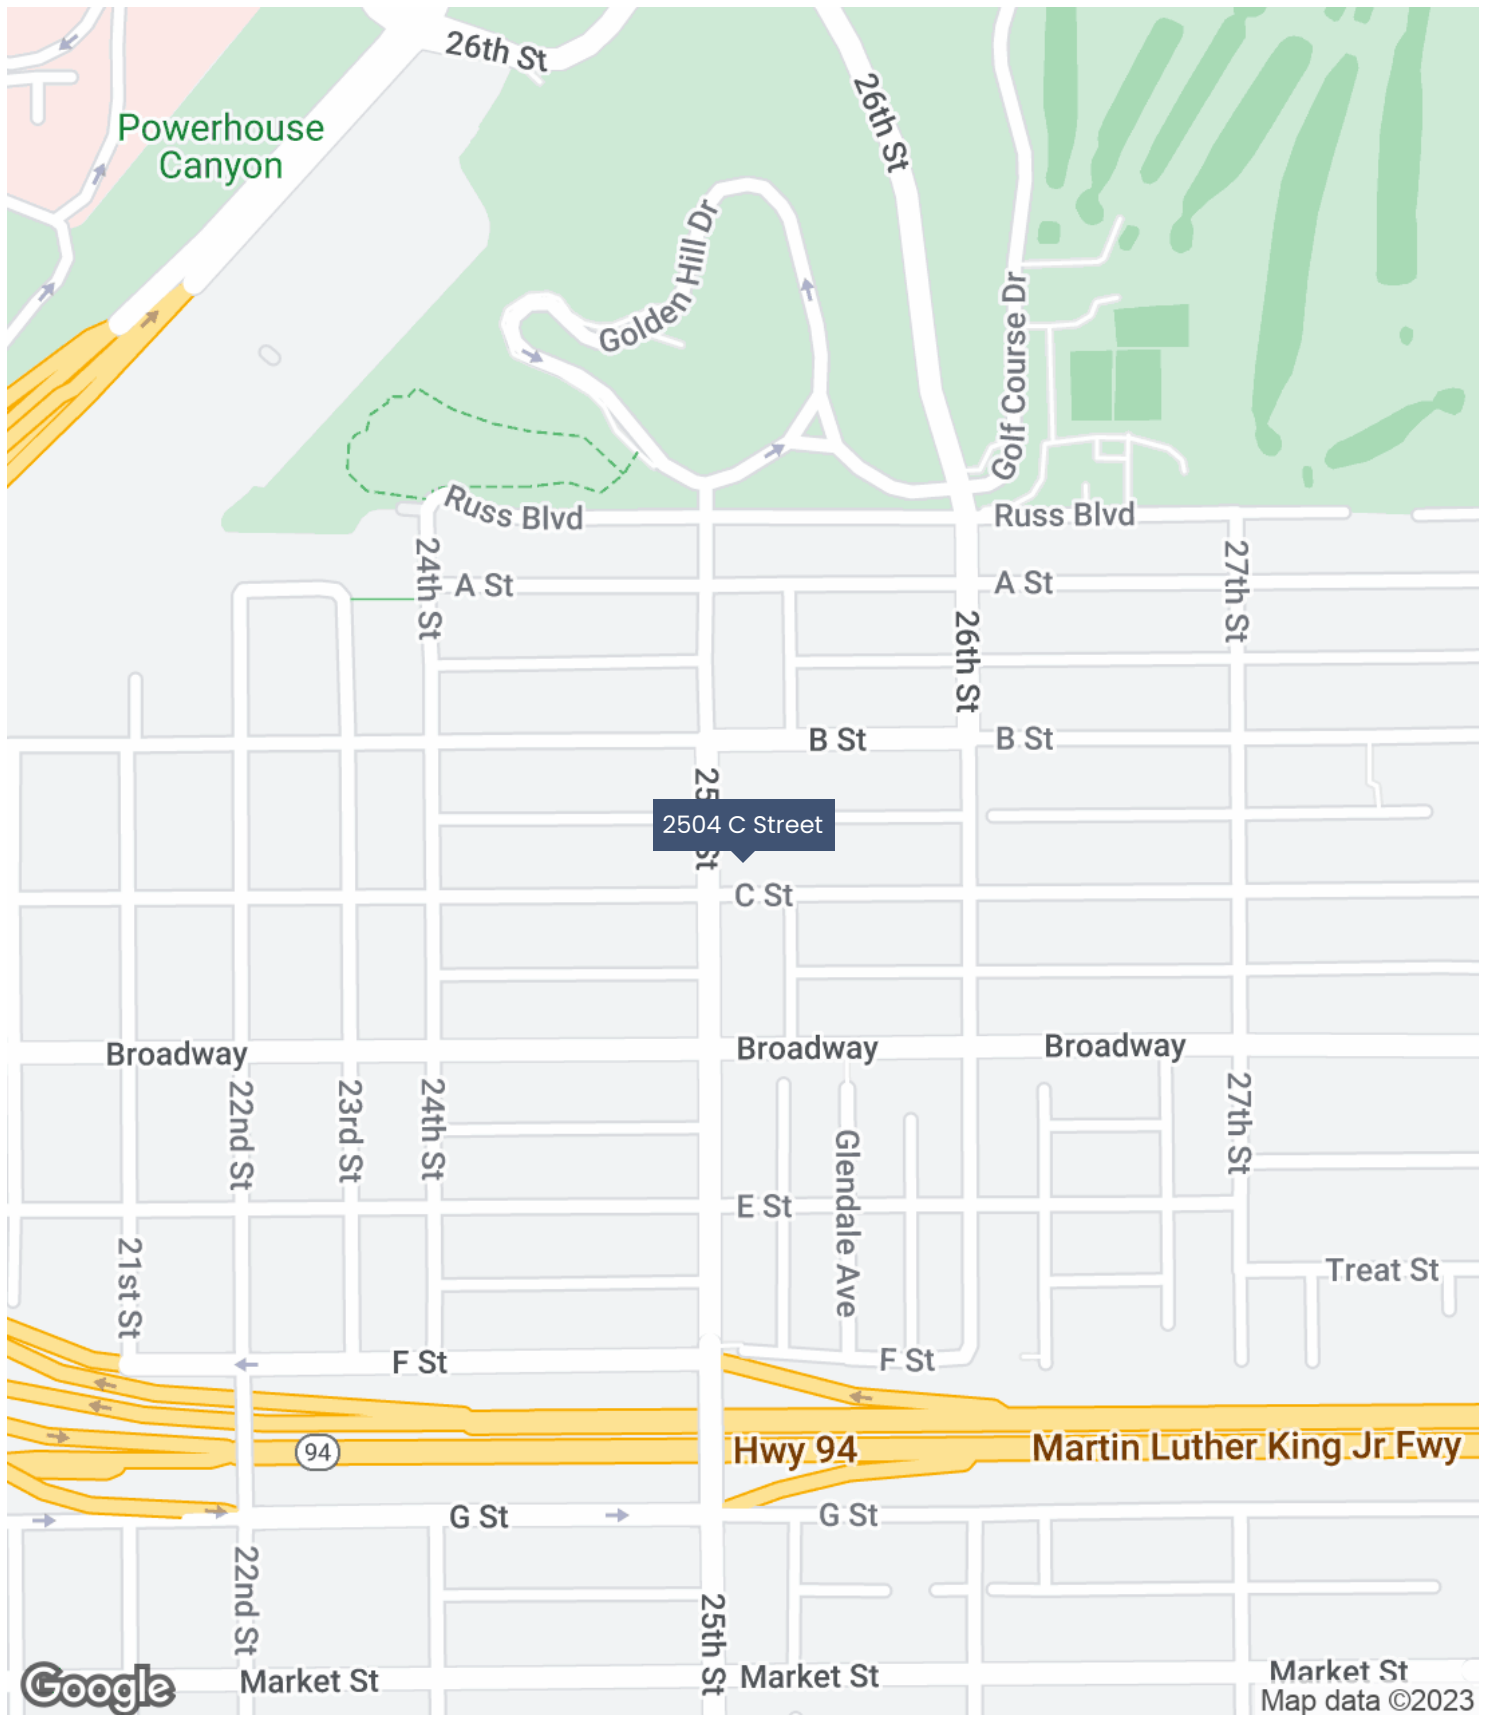 26th St
26th St
Powerhouse
Canyon
Golden Hill Dr
Golf Course Dr
Russ Blvd
Russ Blvd
24th St
A St
A St
27th St
26th St
B St
B St
2504 C Street
C St
Broadway
Broadway
Broadway
22nd St
23rd St
24th St
27th St
Glendale Ave
E St
21st St
Treat St
F St
F St
94
Hwy 94
Martin Luther King Jr Fwy
G St
G St
22nd St
25th St
Market St
Market St
Market St
Google
Map data ©2023